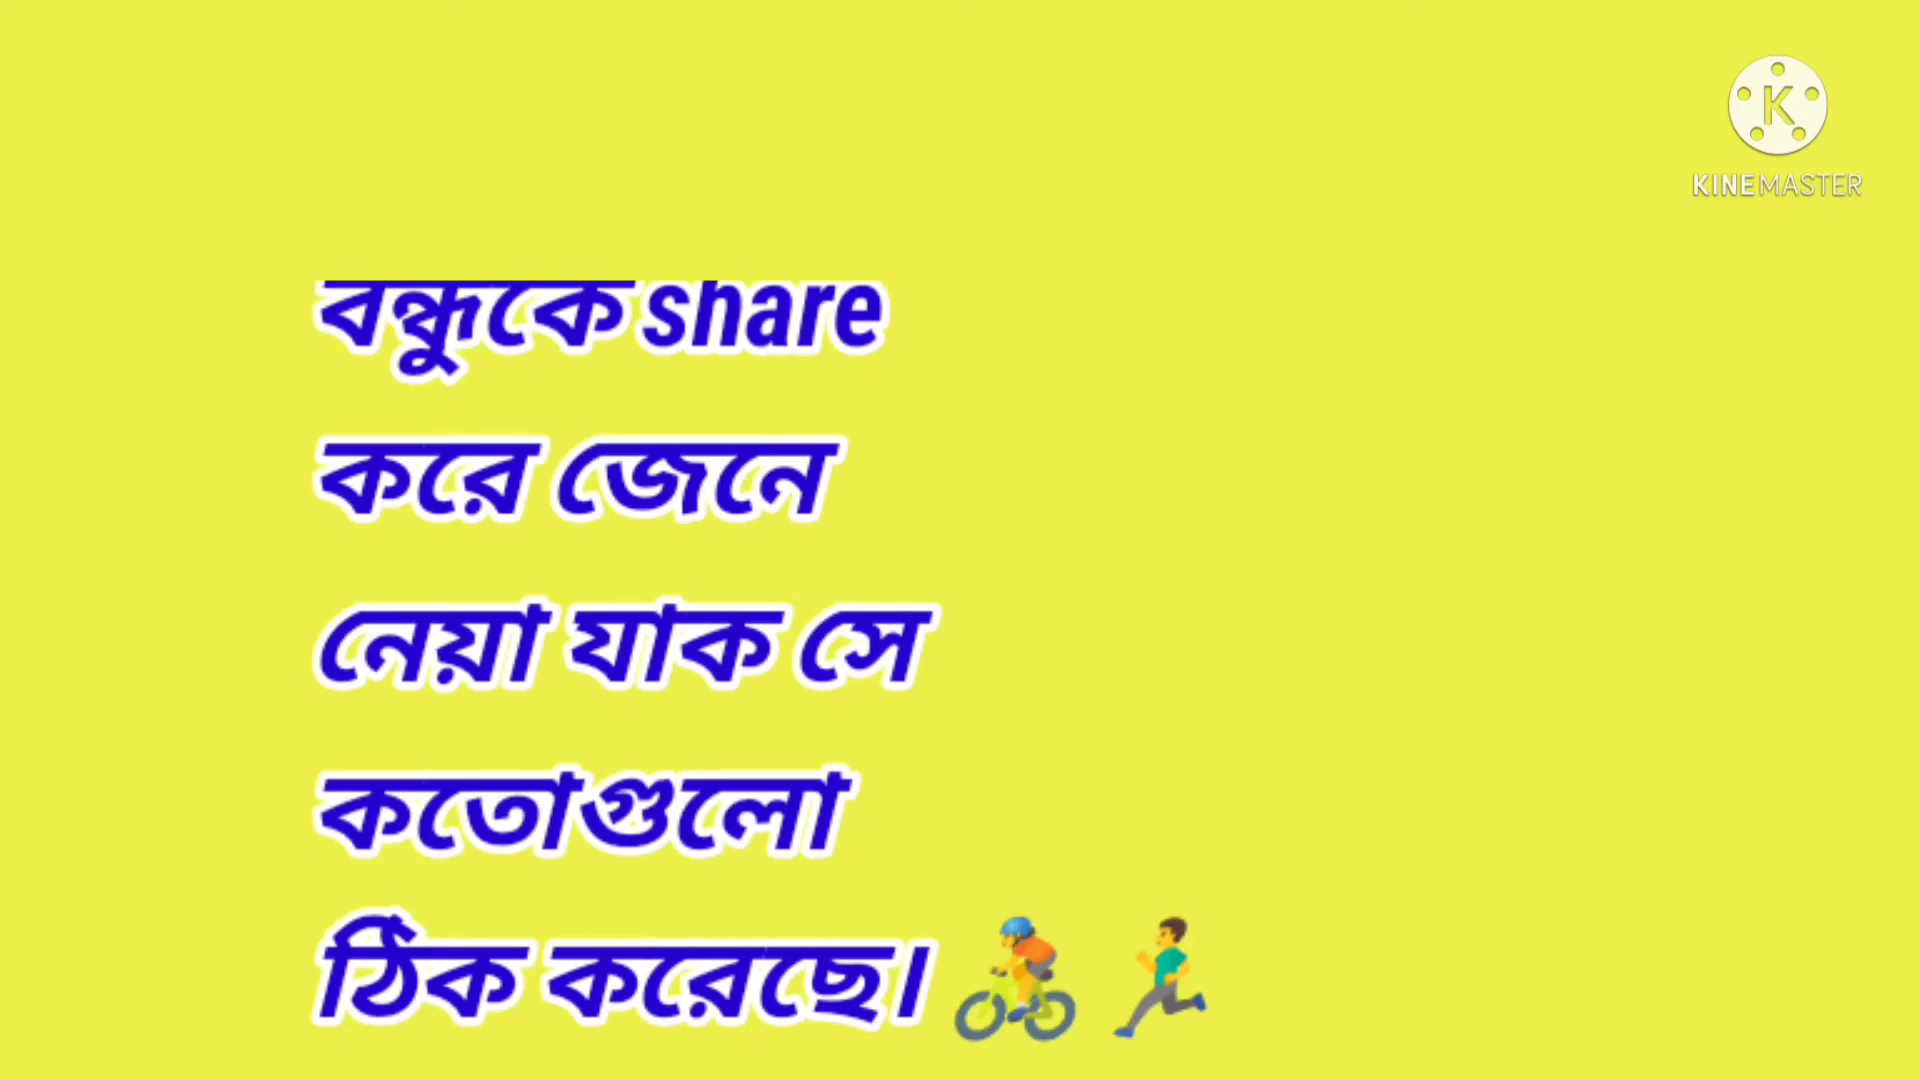 KINEMASTER
বন্ধুকে share
করে জেনে
নেয়া যাক সে
কতোগুলো
ঠিক করেছে।